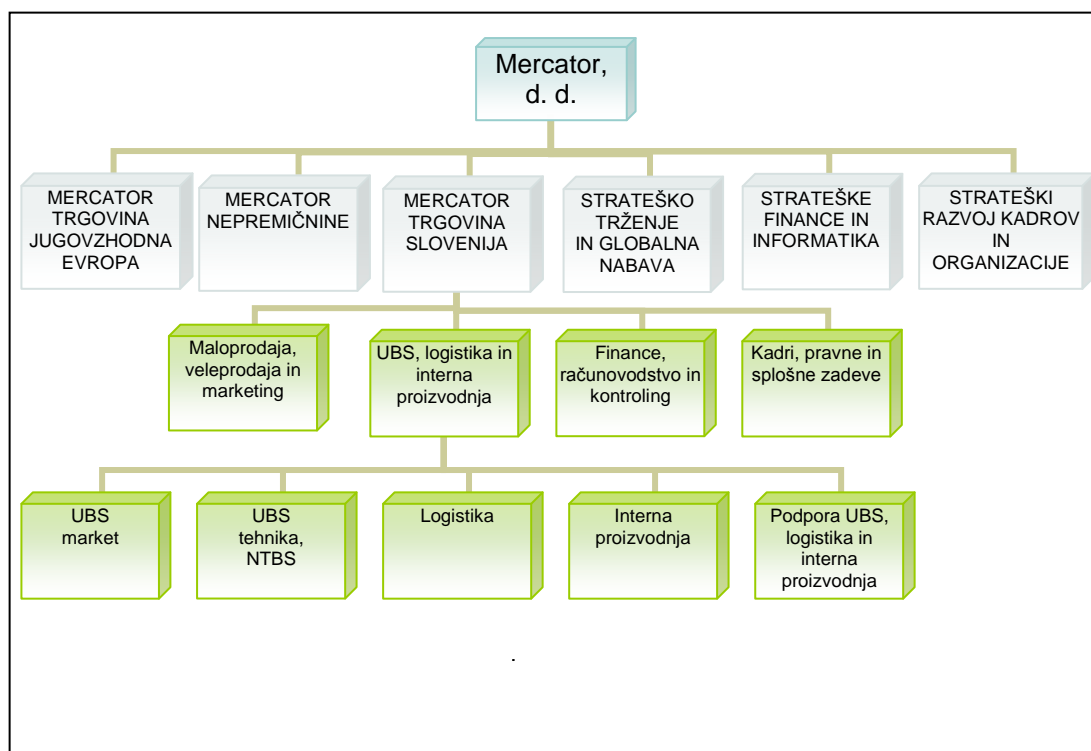 Mercator,
d. d.
MERCATOR
TRGOVINA
JUGOVZHODNA
EVROPA
MERCATOR
NEPREMIČNINE
MERCATOR
TRGOVINA
SLOVENIJA
STRATEŠKO
TRŽENJE
IN GLOBALNA
NABAVA
STRATEŠKE
FINANCE IN
INFORMATIKA
STRATEŠKI
RAZVOJ KADROV
IN
ORGANIZACIJE
Maloprodaja,
veleprodaja in
marketing
UBS, logistika in
interna
proizvodnja
Finance,
računovodstvo in
kontroling
Kadri, pravne in
splošne zadeve
UBS
market
UBS
tehnika,
NTBS
Logistika
Interna
proizvodnja
Podpora UBS,
logistika in
interna
proizvodnja
.